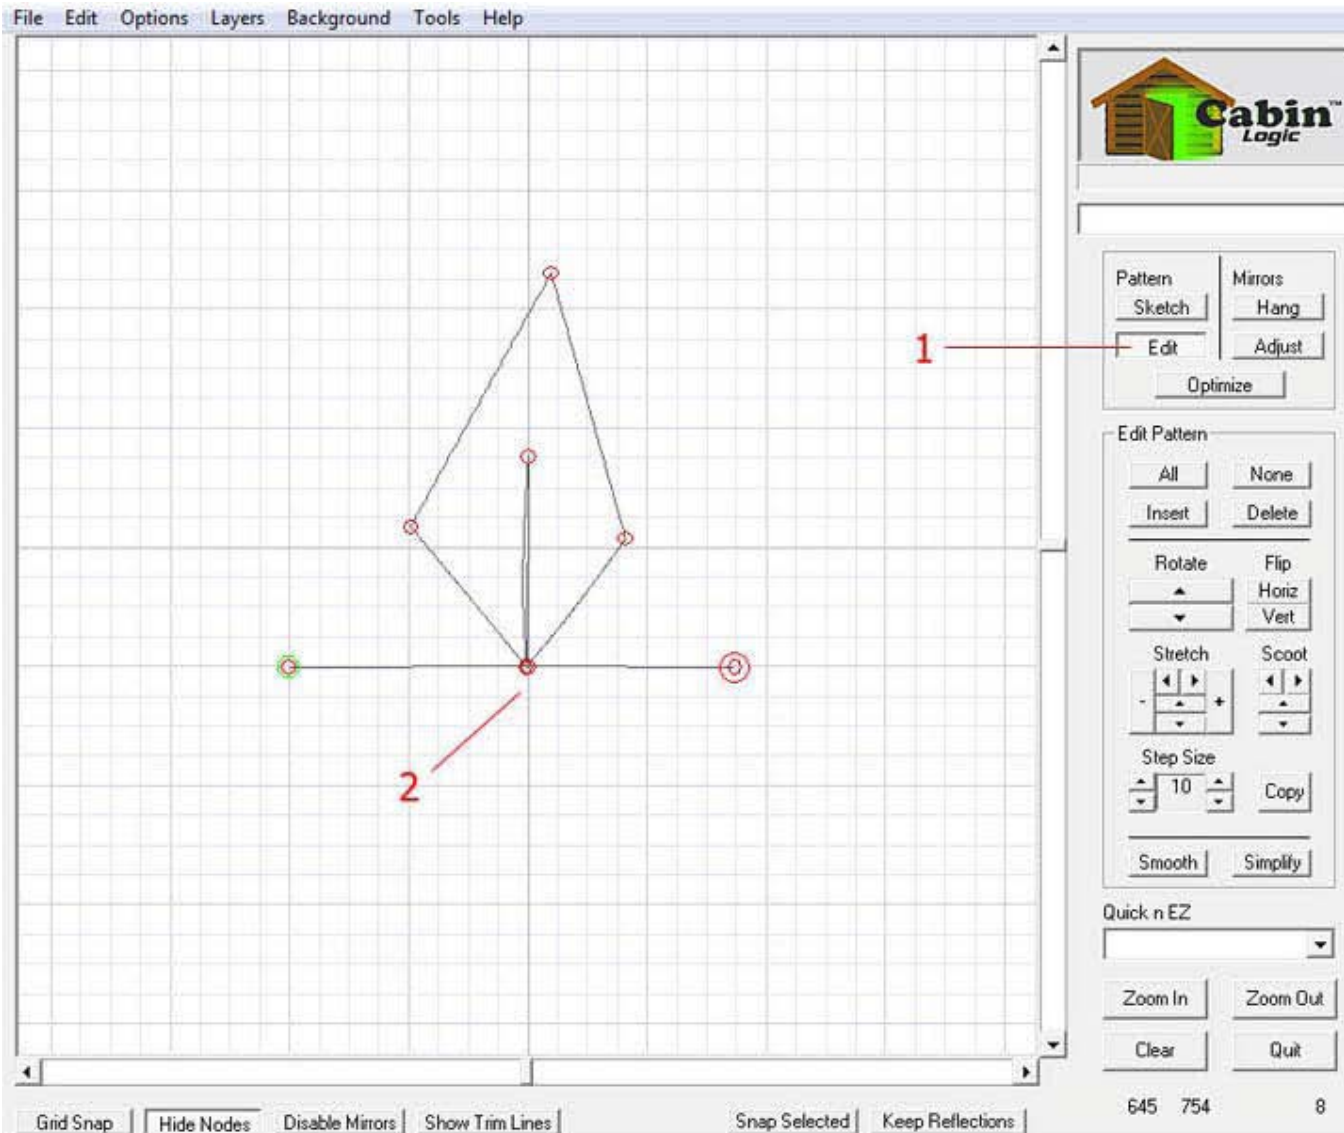 File Edit Options Layers Background Tools Help
Cabin™
Logic
Pattern Mirrors
Sketch Hang
1 Edit Adjust
Optimize
Edit Pattern
All None
Insert Delete
Rotate Flip
Horiz
Vert
Stretch Scoot
- +
Step Size
10 Copy
2
Smooth Simplify
Quick n EZ
Zoom In Zoom Out
Clear Quit
645 754 8
Grid Snap Hide Nodes Disable Mirrors Show Trim Lines Snap Selected Keep Reflections